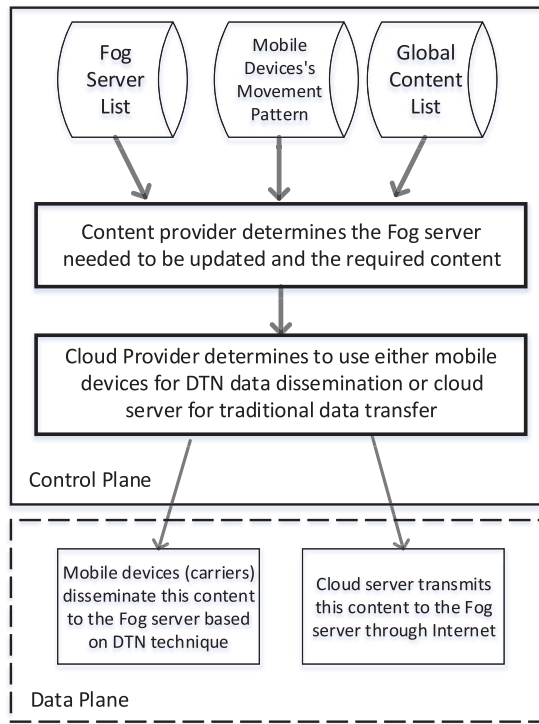 Fog
Server
List
Mobile
Devices's
Movement
Pattern
Global
Content
List
Content provider determines the Fog server
needed to be updated and the required content
Cloud Provider determines to use either mobile
devices for DTN data dissemination or cloud
server for traditional data transfer
Control Plane
Mobile devices (carriers)
disseminate this content
to the Fog server based
on DTN technique
Cloud server transmits
this content to the Fog
server through Internet
Data Plane